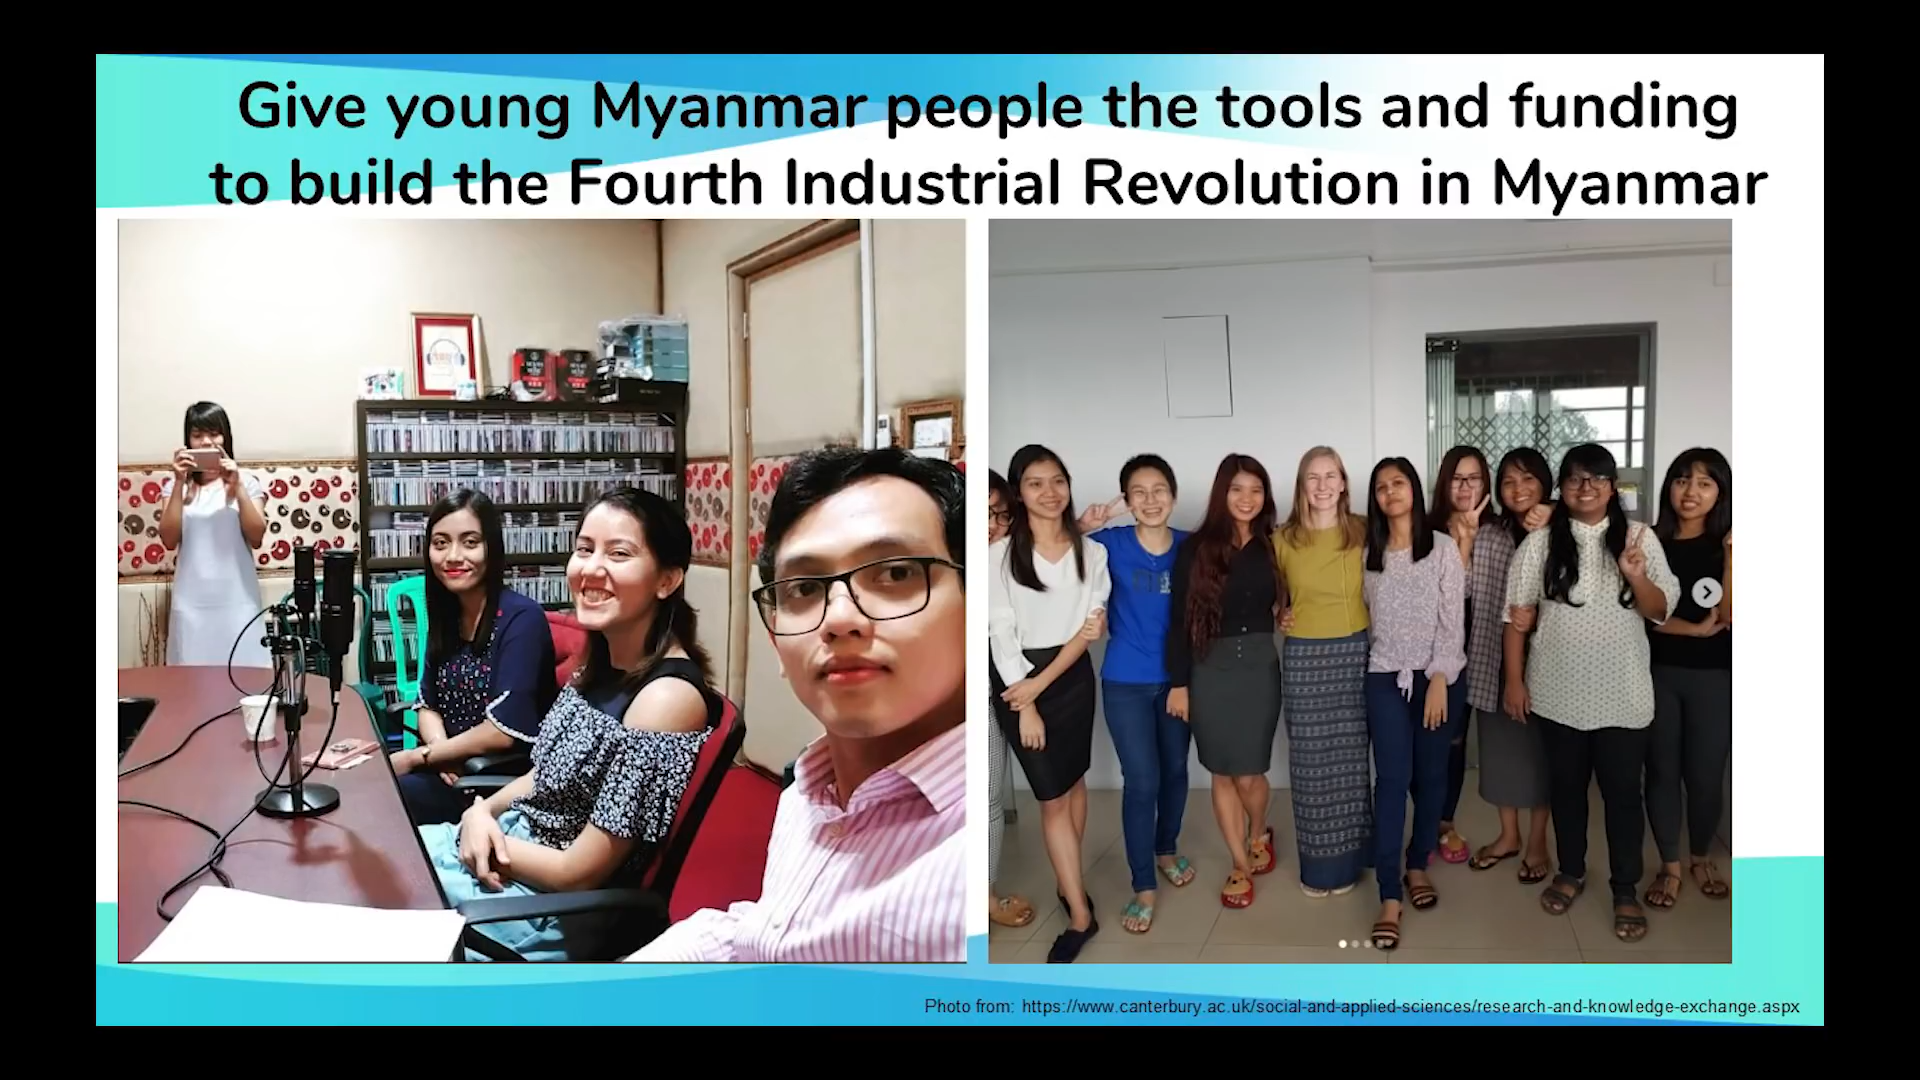 Give young Myanmar people the tools and funding
to build the Fourth Industrial Revolution in Myanmar
Photo from: https://www.canterbury.ac.uk/social-and-applied-sciences/research-and-knowledge-exchange.aspx